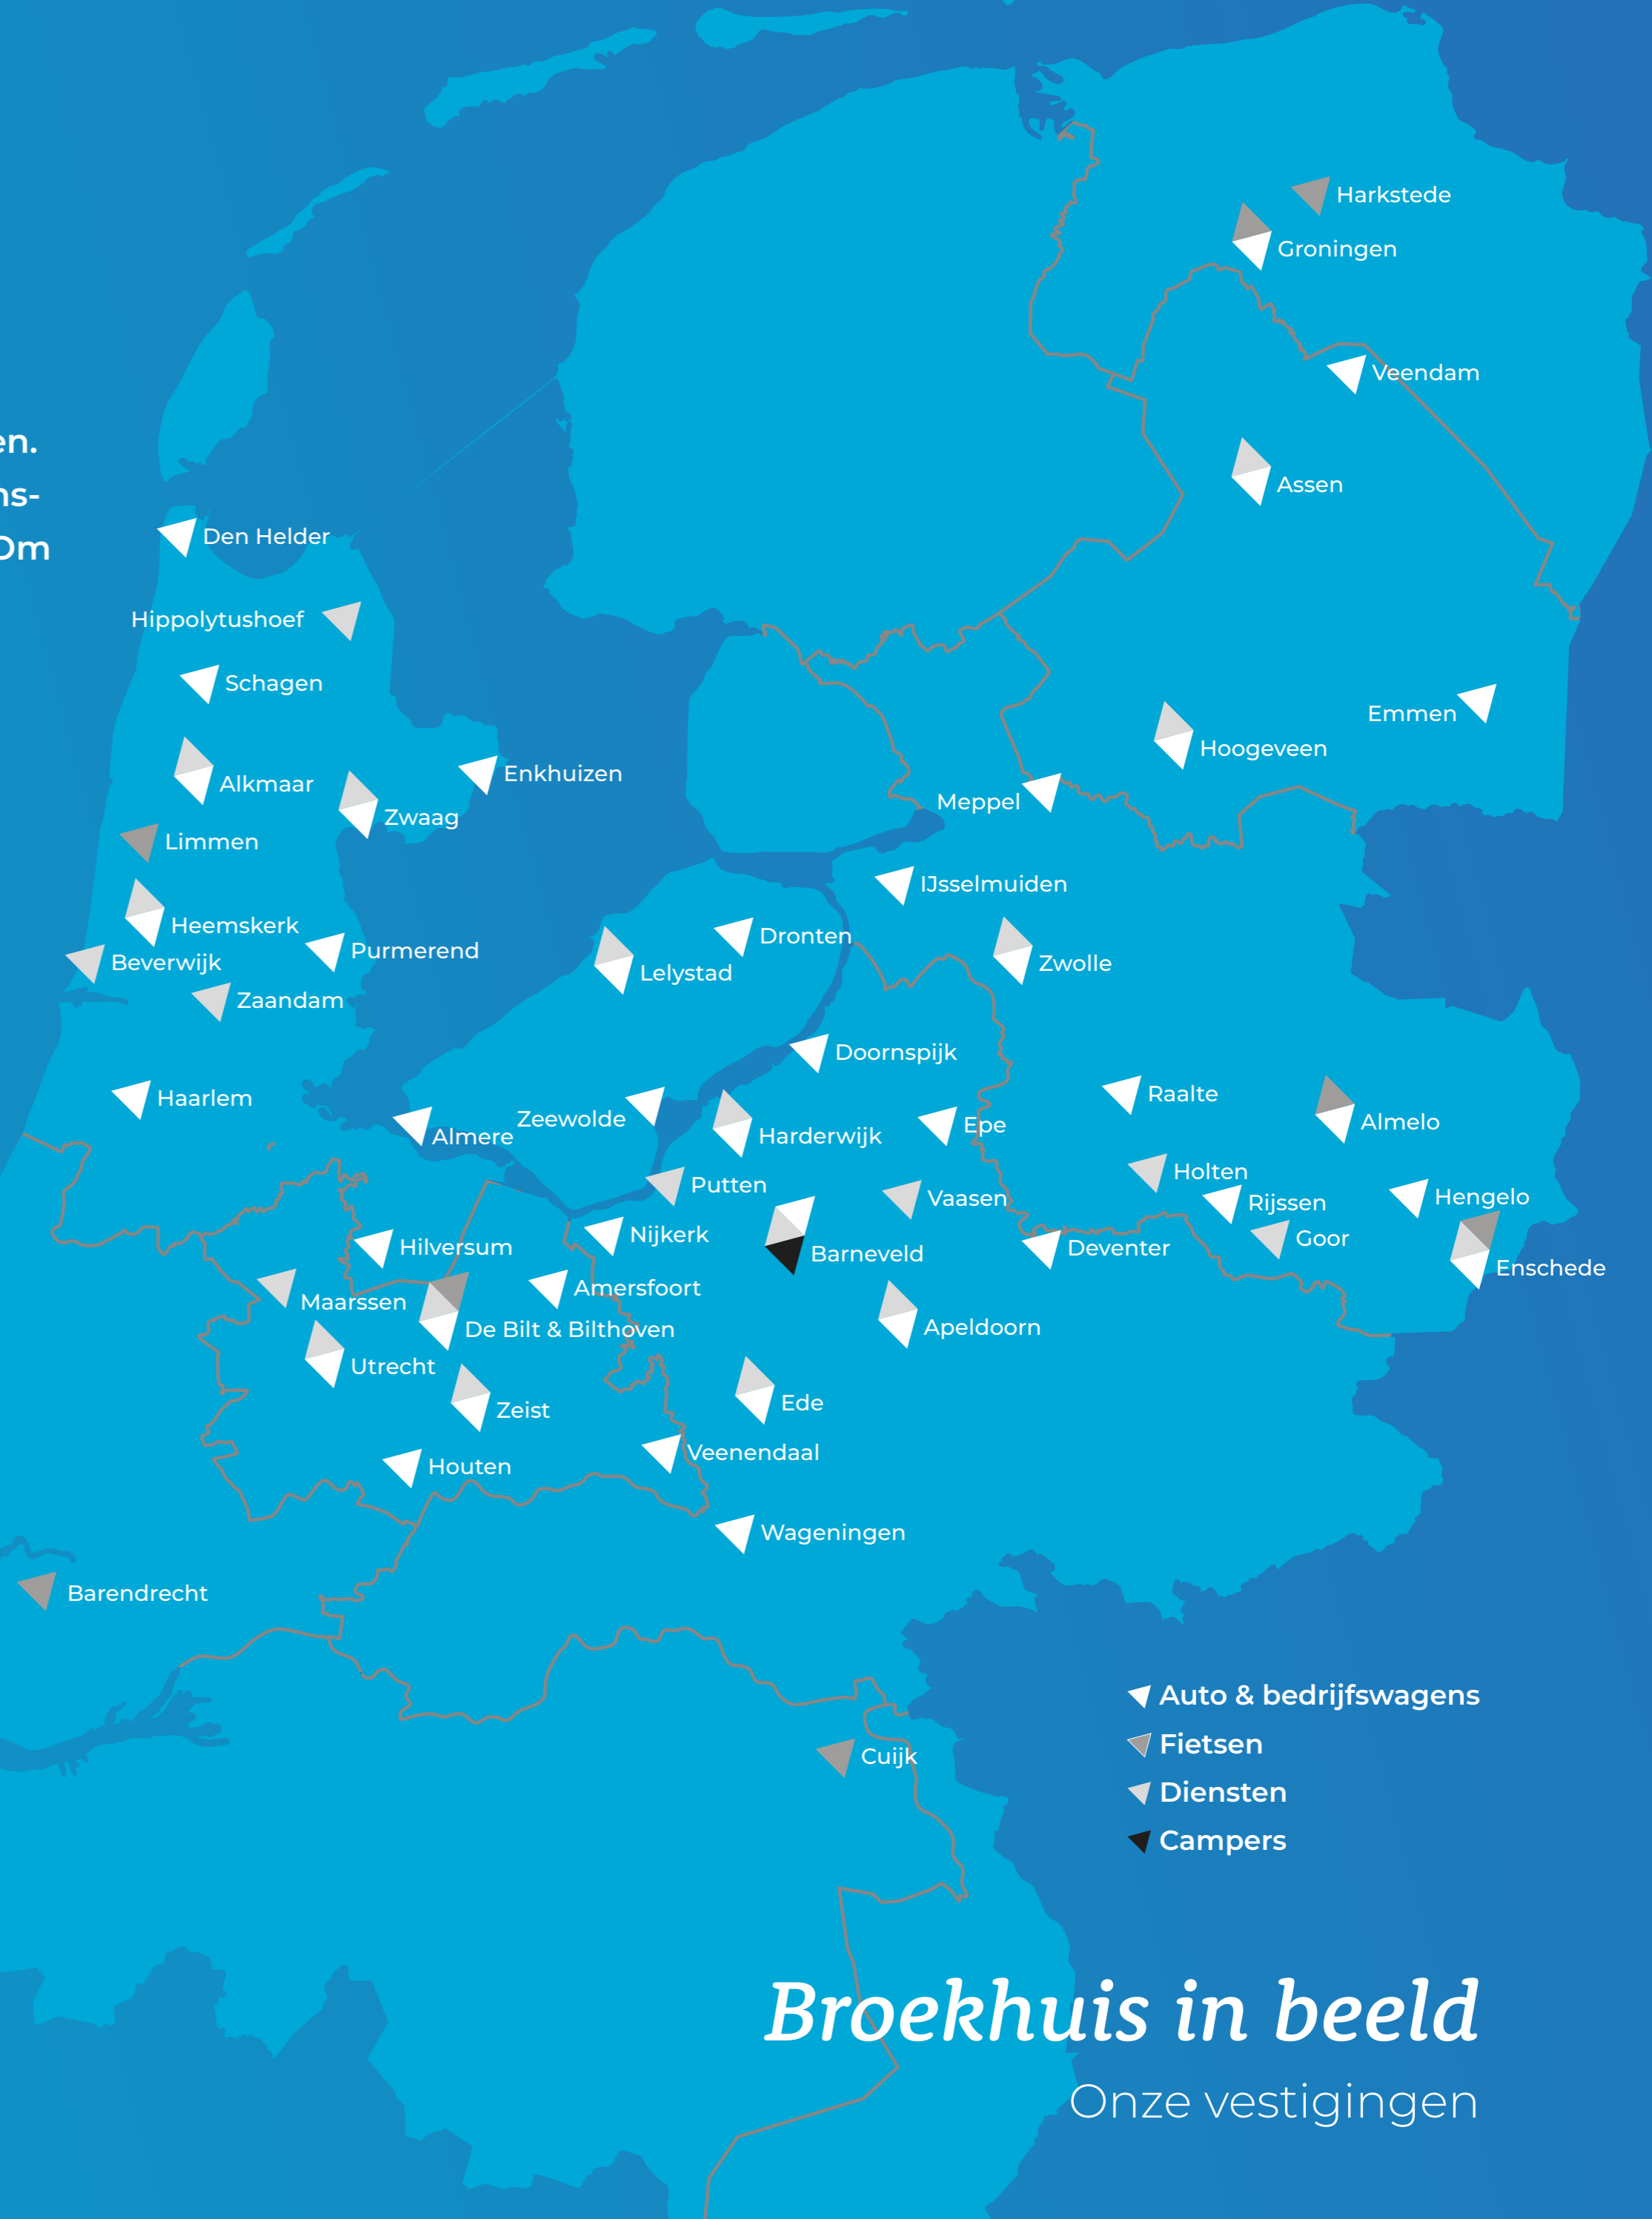 Harkstede
Groningen
Veendam
en.
Assen
ns-
Den Helder
Om
Hippolytushoef
Schagen
Emmen
Hoogeveen
Enkhuizen
Alkmaar
Meppel
Zwaag
Limmen
IJsselmuiden
Heemskerk
Dronten
Purmerend
Beverwijk
Zwolle
Lelystad
Zaandam
Doornspijk
Raalte
Haarlem
Zeewolde
Almelo
Epe
Almere
Harderwijk
Holten
Putten
Hengelo
Vaasen
Rijssen
Nijkerk
Goor
Hilversum
Deventer
Barneveld
Enschede
Amersfoort
Maarssen
Apeldoorn
De Bilt & Bilthoven
Utrecht
Ede
Zeist
Veenendaal
Houten
Wageningen
Barendrecht
Cuijk
Auto & bedrijfswagens
Fietsen
Diensten
Campers
Broekhuis in beeld
Onze vestigingen